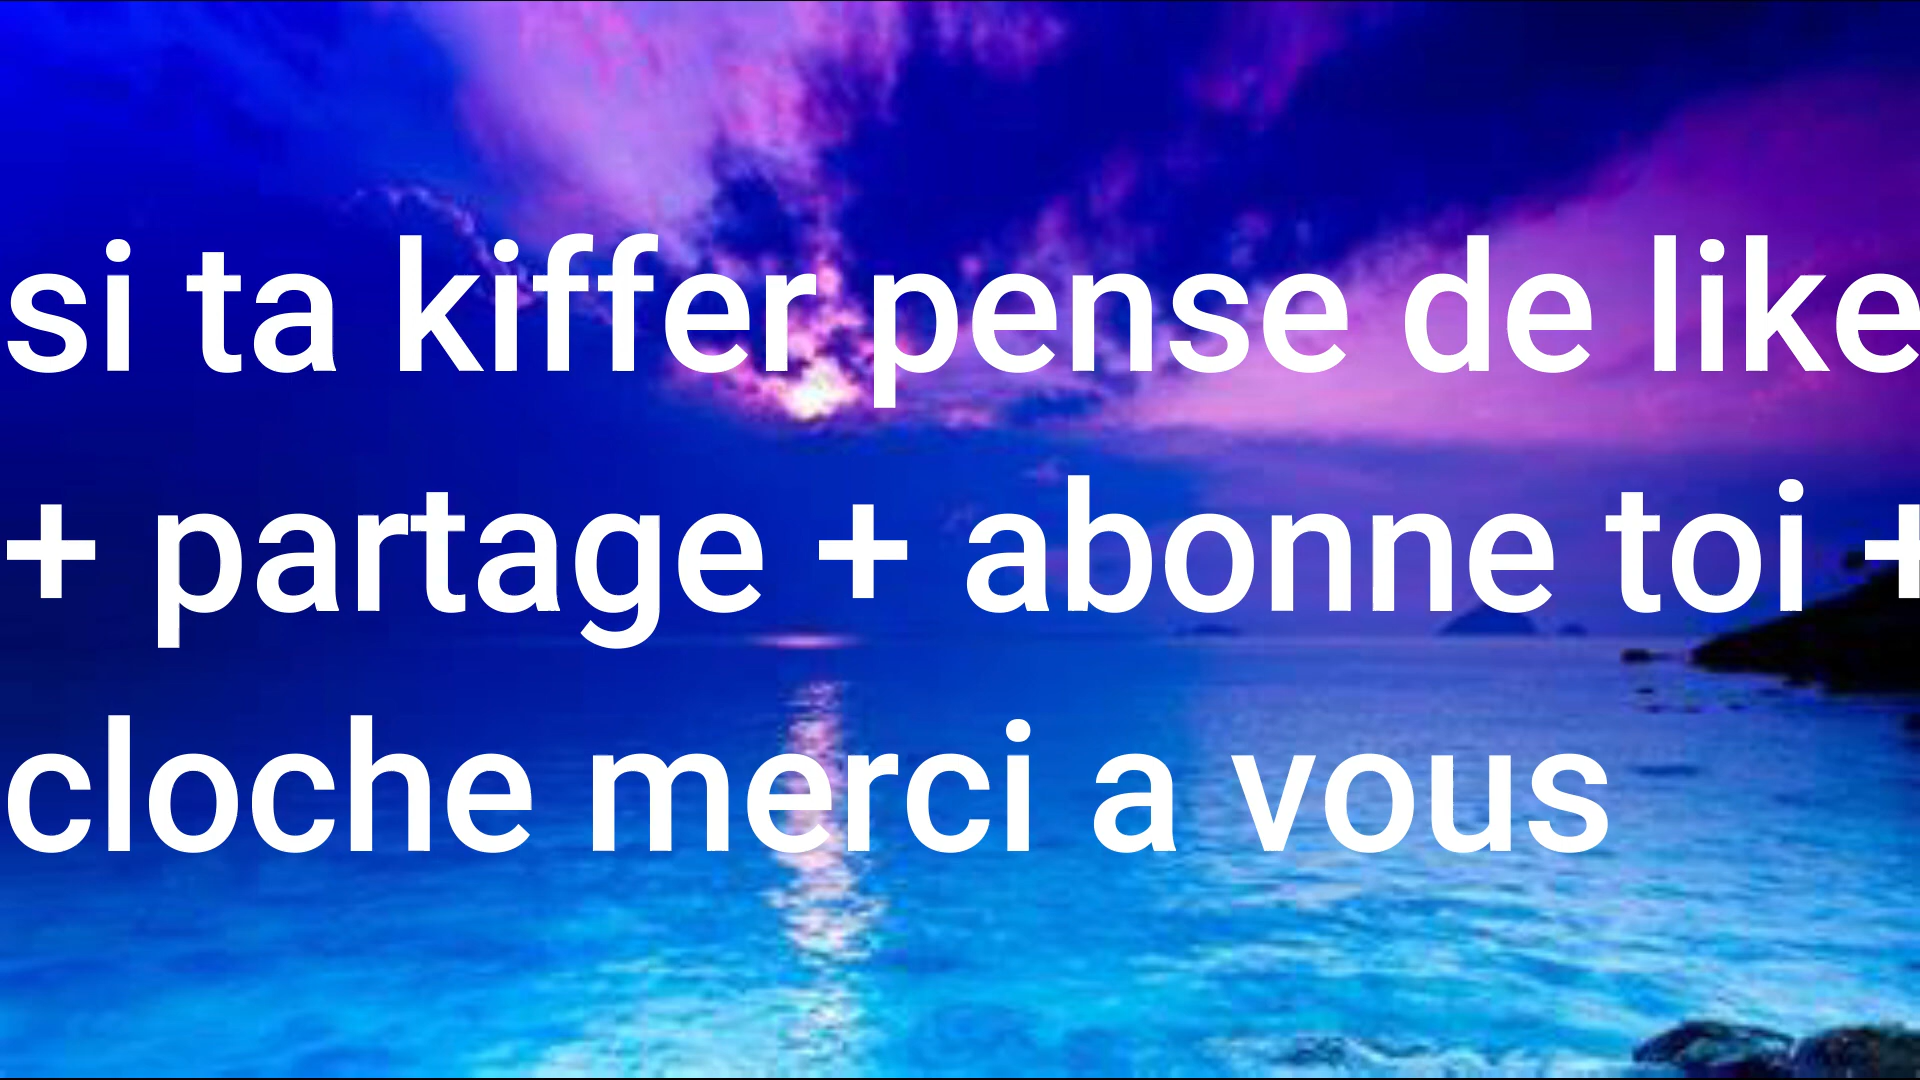 si ta kiffer pense de like
+ partage + abonne toi +
cloche merci a vous